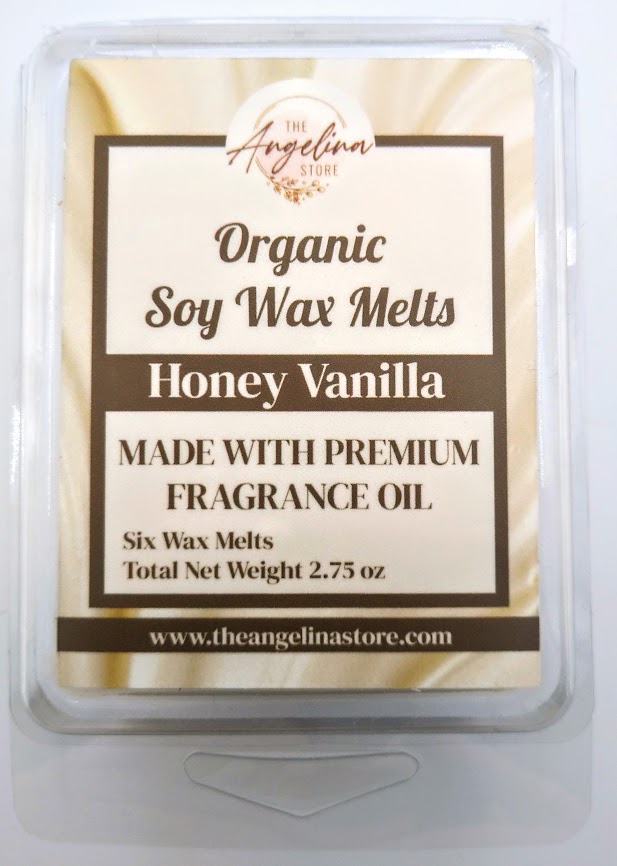 THE
Angelina
STORE
Organic
Soy Wax Melts
Honey Vanilla
MADE WITH PREMIUM
FRAGRANCE OIL
Six Wax Melts
Total Net Weight 2.75 oz
www.theangelinastore.com